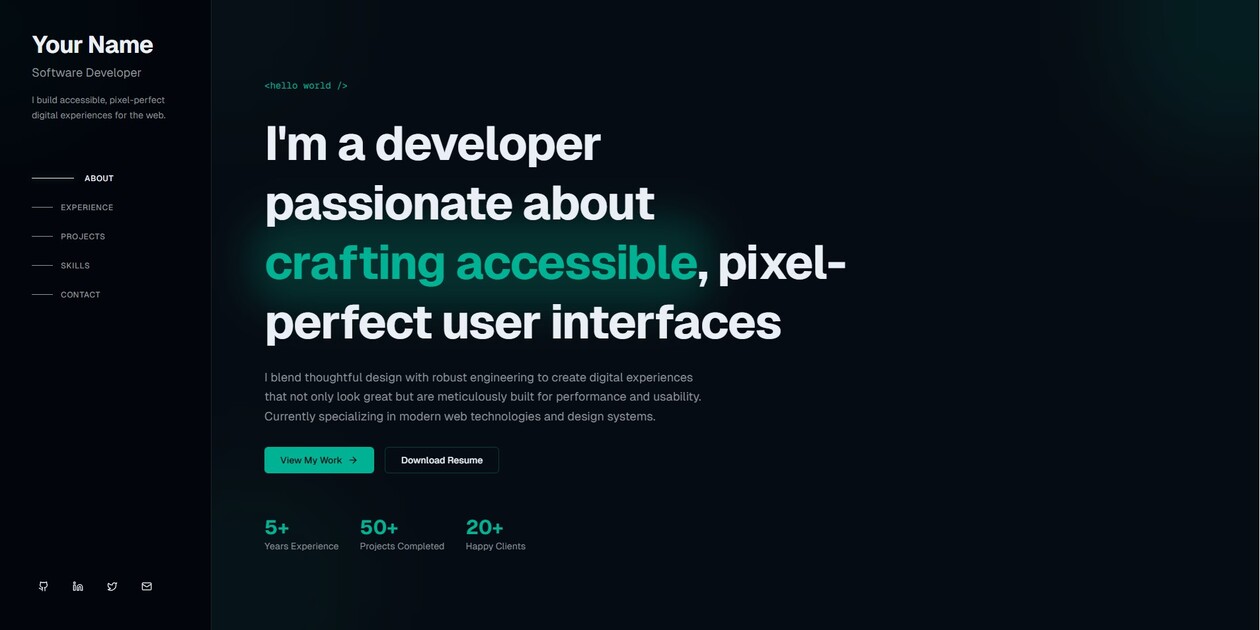 Your Name
Software Developer
I build accessible, pixel-perfect
digital experiences for the web.
ABOUT
EXPERIENCE
PROJECTS
SKILLS
CONTACT
<hello world />
I'm a developer
passionate about
crafting accessible, pixel-
perfect user interfaces
I blend thoughtful design with robust engineering to create digital experiences
that not only look great but are meticulously built for performance and usability.
Currently specializing in modern web technologies and design systems.
View My Work →
Download Resume
5+
Years Experience
50+
Projects Completed
20+
Happy Clients